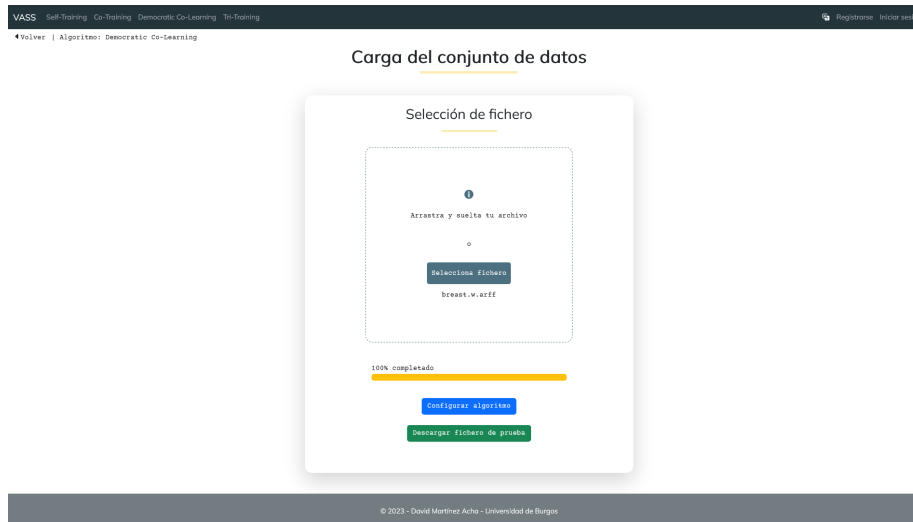 VASS Self-Training Co-Training Democratic Co-Learning Tri-Training Registrarse Iniciar ses
Volver | Algoritmo: Democratic Co-Learning
Carga del conjunto de datos
Selección de fichero
Arrastra y suelta tu archivo
o
Selecciona fichero
breast.w.arff
100% completado
Configurar algoritmo
Descargar fichero de prueba
© 2023 - David Martínez Acha - Universidad de Burgos